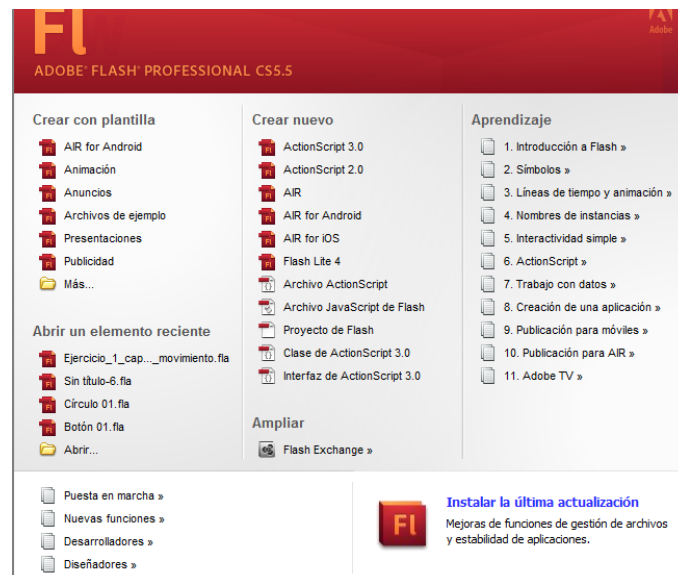 Fl
Adobe
ADOBE® FLASH® PROFESSIONAL CS5.5
Crear con plantilla
AIR for Android
Animación
Anuncios
Archivos de ejemplo
Presentaciones
Publicidad
Más...
Abrir un elemento reciente
Ejercicio_1_cap..._movimiento.fla
Sin título-6.fla
Círculo 01.fla
Botón 01.fla
Abrir...
Crear nuevo
ActionScript 3.0
ActionScript 2.0
AIR
AIR for Android
AIR for iOS
Flash Lite 4
Archivo ActionScript
Archivo JavaScript de Flash
Proyecto de Flash
Clase de ActionScript 3.0
Interfaz de ActionScript 3.0
Ampliar
Flash Exchange »
Aprendizaje
1. Introducción a Flash »
2. Símbolos »
3. Líneas de tiempo y animación »
4. Nombres de instancias »
5. Interactividad simple »
6. ActionScript »
7. Trabajo con datos »
8. Creación de una aplicación »
9. Publicación para móviles »
10. Publicación para AIR »
11. Adobe TV »
Puesta en marcha »
Nuevas funciones »
Desarrolladores »
Diseñadores »
Fl
Instalar la última actualización
Mejoras de funciones de gestión de archivos
y estabilidad de aplicaciones.